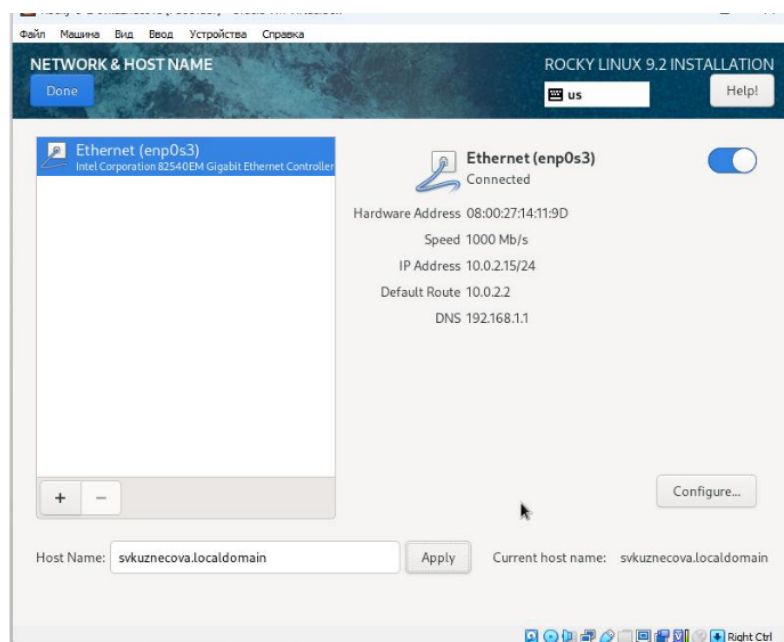 Файл Машина Вид Ввод Устройства Справка
NETWORK & HOST NAME
ROCKY LINUX 9.2 INSTALLATION
Done
us
Help!
Ethernet (enp0s3)
Intel Corporation 82540EM Gigabit Ethernet Controller
Ethernet (enp0s3)
Connected
Hardware Address 08:00:27:14:11:9D
Speed 1000 Mb/s
IP Address 10.0.2.15/24
Default Route 10.0.2.2
DNS 192.168.1.1
+ −
Configure...
Host Name: svkuznecova.localdomain Apply Current host name: svkuznecova.localdomain
Right Ctrl